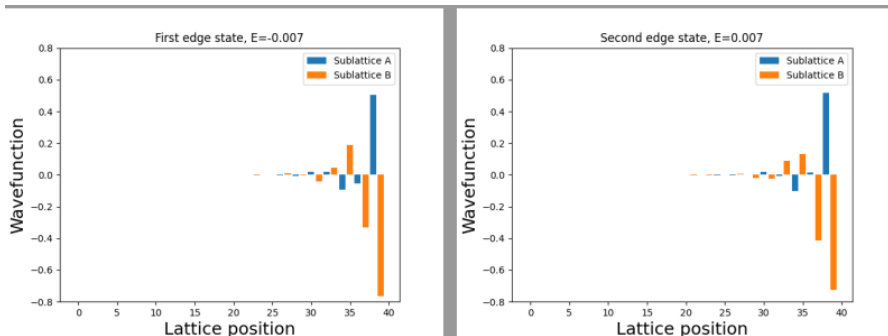 First edge state, E=-0.007
Sublattice A
Sublattice B
0.8
0.6
0.4
0.2
0.0
−0.2
−0.4
−0.6
−0.8
Wavefunction
0 5 10 15 20 25 30 35 40
Lattice position
Second edge state, E=0.007
Sublattice A
Sublattice B
0.8
0.6
0.4
0.2
0.0
−0.2
−0.4
−0.6
−0.8
Wavefunction
0 5 10 15 20 25 30 35 40
Lattice position